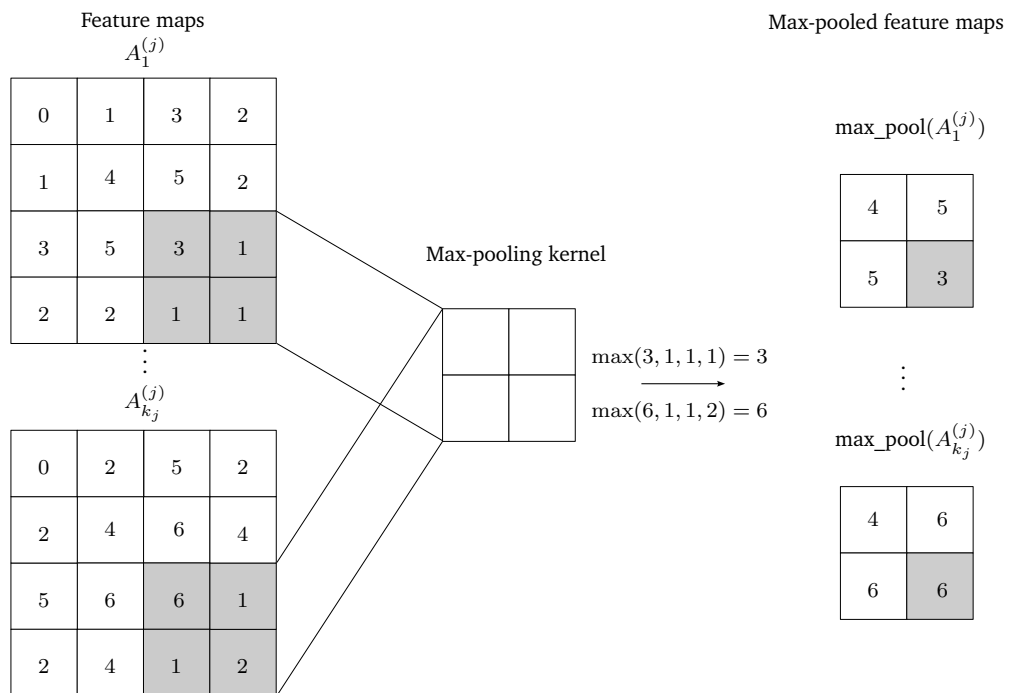 Feature maps
A_1^{(j)}
0 1 3 2
1 4 5 2
3 5 3 1
2 2 1 1
⋮
A_{k_j}^{(j)}
0 2 5 2
2 4 6 4
5 6 6 1
2 4 1 2
Max-pooling kernel
max(3, 1, 1, 1) = 3
max(6, 1, 1, 2) = 6
Max-pooled feature maps
max_pool(A_1^{(j)})
4 5
5 3
⋮
max_pool(A_{k_j}^{(j)})
4 6
6 6